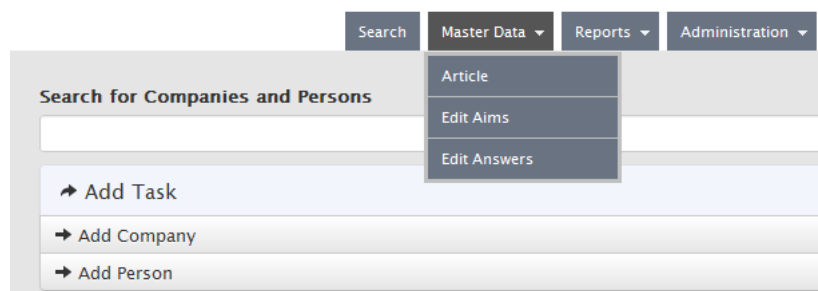 Search Master Data Reports Administration
Article
Search for Companies and Persons
Edit Aims
Edit Answers
Add Task
Add Company
Add Person